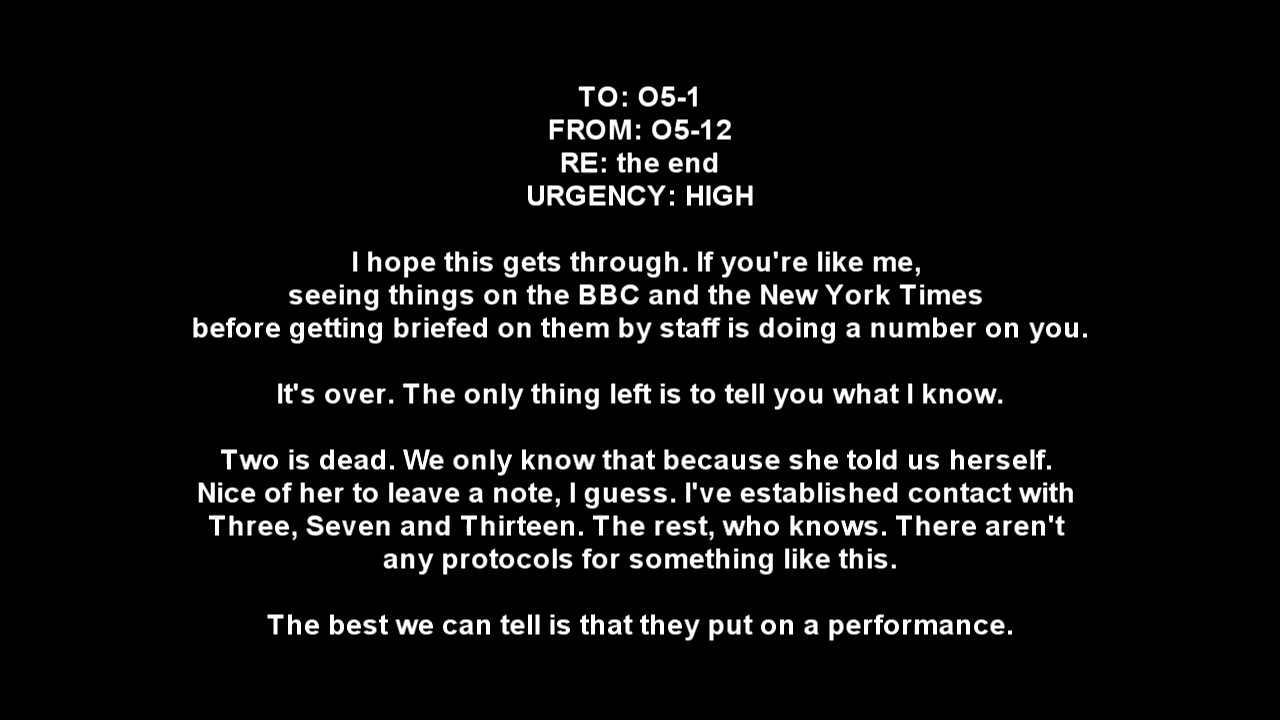 TO: O5-1
FROM: O5-12
RE: the end
URGENCY: HIGH
I hope this gets through. If you're like me,
seeing things on the BBC and the New York Times
before getting briefed on them by staff is doing a number on you.
It's over. The only thing left is to tell you what I know.
Two is dead. We only know that because she told us herself.
Nice of her to leave a note, I guess. I've established contact with
Three, Seven and Thirteen. The rest, who knows. There aren't
any protocols for something like this.
The best we can tell is that they put on a performance.